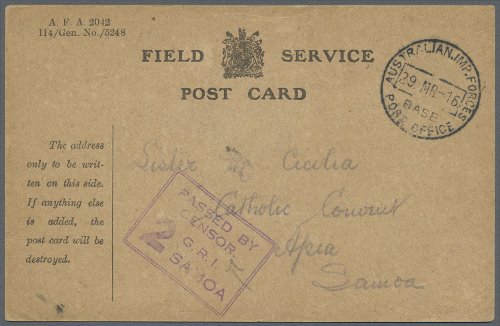 A. F. A. 2042
114/Gen. No./5248
FIELD SERVICE
POST CARD
AUSTRALIAN IMP. FORCES
29. MR -16
BASE
POST OFFICE
The address
only to be writ-
ten on this side.
If anything else
is added, the
post card will be
destroyed.
Sister M Cicilia
Catholic Convent
Apia
Samoa
PASSED BY
CENSOR.
G.R.I.
SAMOA
2